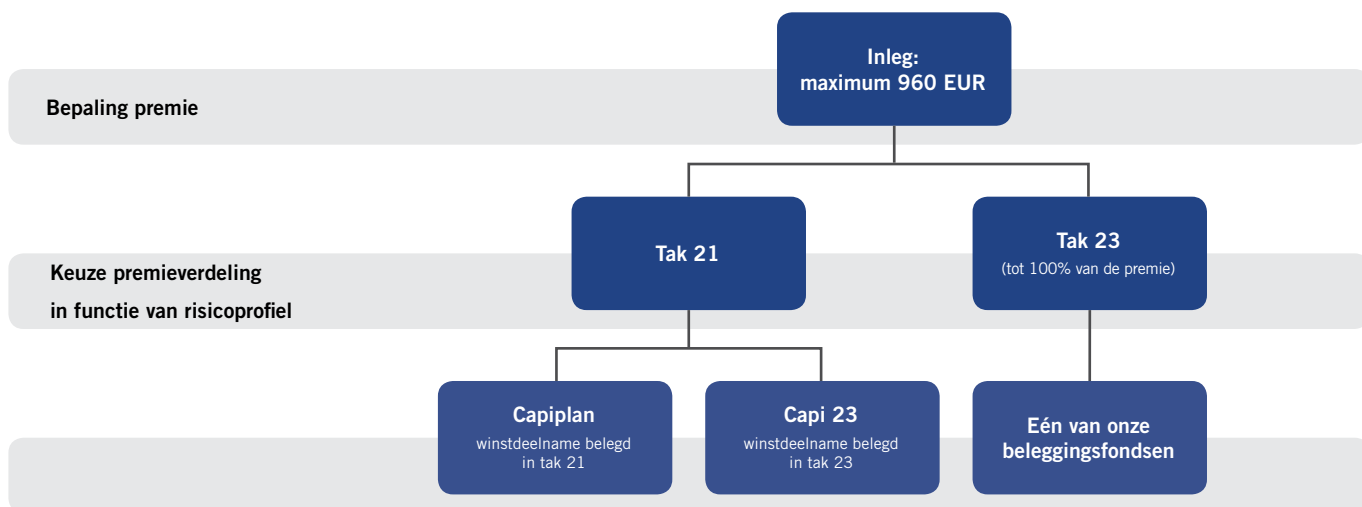 Inleg:
maximum 960 EUR
Bepaling premie
Tak 21
Tak 23
(tot 100% van de premie)
Keuze premieverdeling
in functie van risicoprofiel
Capiplan
winstdeelname belegd
in tak 21
Capi 23
winstdeelname belegd
in tak 23
Eén van onze
beleggingsfondsen